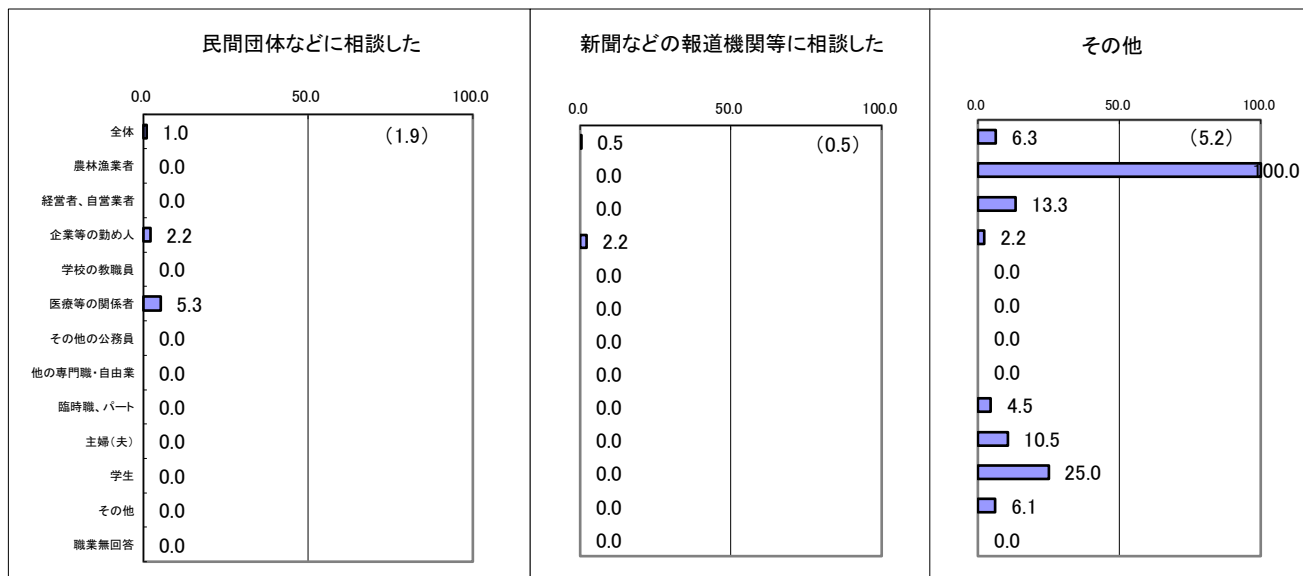 民間団体などに相談した
0.0 50.0 100.0
全体 1.0 （1.9）
農林漁業者 0.0
経営者、自営業者 0.0
企業等の勤め人 2.2
学校の教職員 0.0
医療等の関係者 5.3
その他の公務員 0.0
他の専門職・自由業 0.0
臨時職、パート 0.0
主婦（夫） 0.0
学生 0.0
その他 0.0
職業無回答 0.0
新聞などの報道機関等に相談した
0.0 50.0 100.0
0.5 （0.5）
0.0
0.0
2.2
0.0
0.0
0.0
0.0
0.0
0.0
0.0
0.0
0.0
その他
0.0 50.0 100.0
6.3 （5.2）
100.0
13.3
2.2
0.0
0.0
0.0
0.0
4.5
10.5
25.0
6.1
0.0